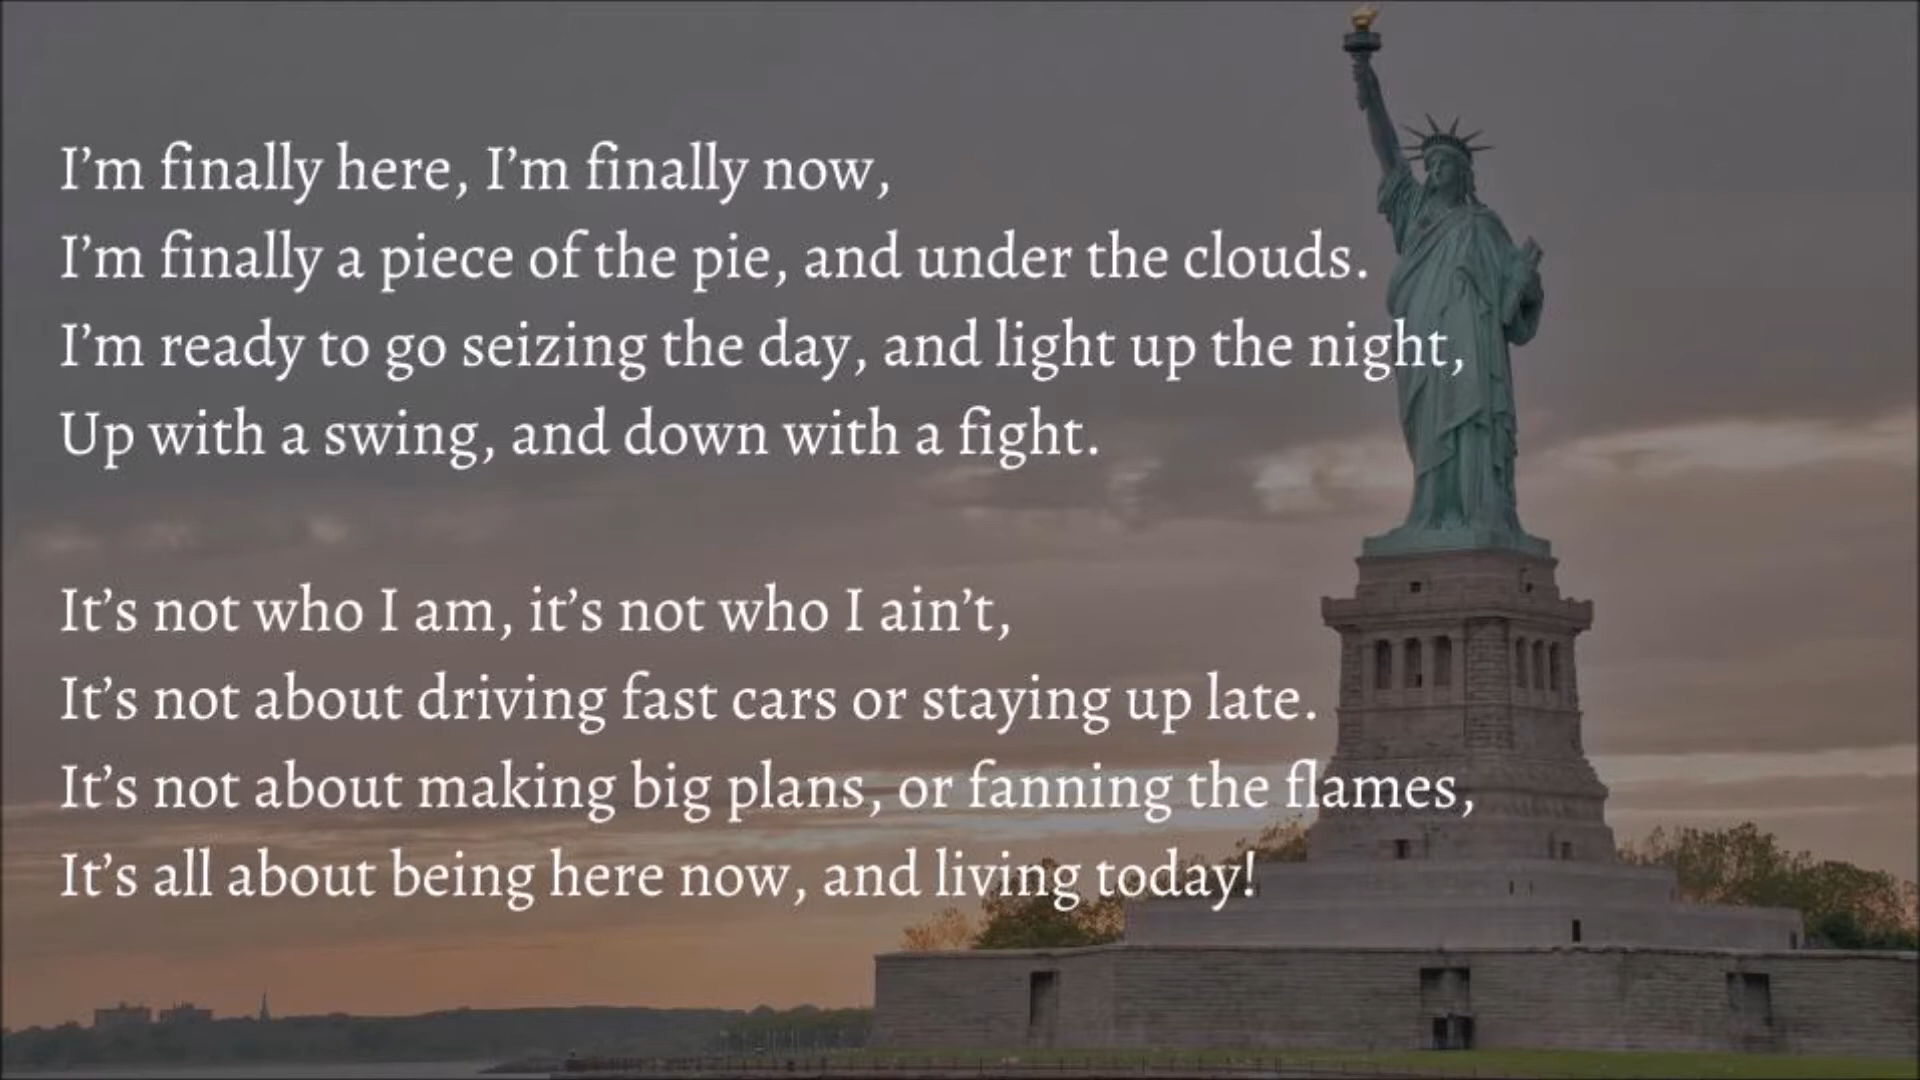 I'm finally here, I'm finally now,
I'm finally a piece of the pie, and under the clouds.
I'm ready to go seizing the day, and light up the night,
Up with a swing, and down with a fight.
It's not who I am, it's not who I ain't,
It's not about driving fast cars or staying up late.
It's not about making big plans, or fanning the flames,
It's all about being here now, and living today!